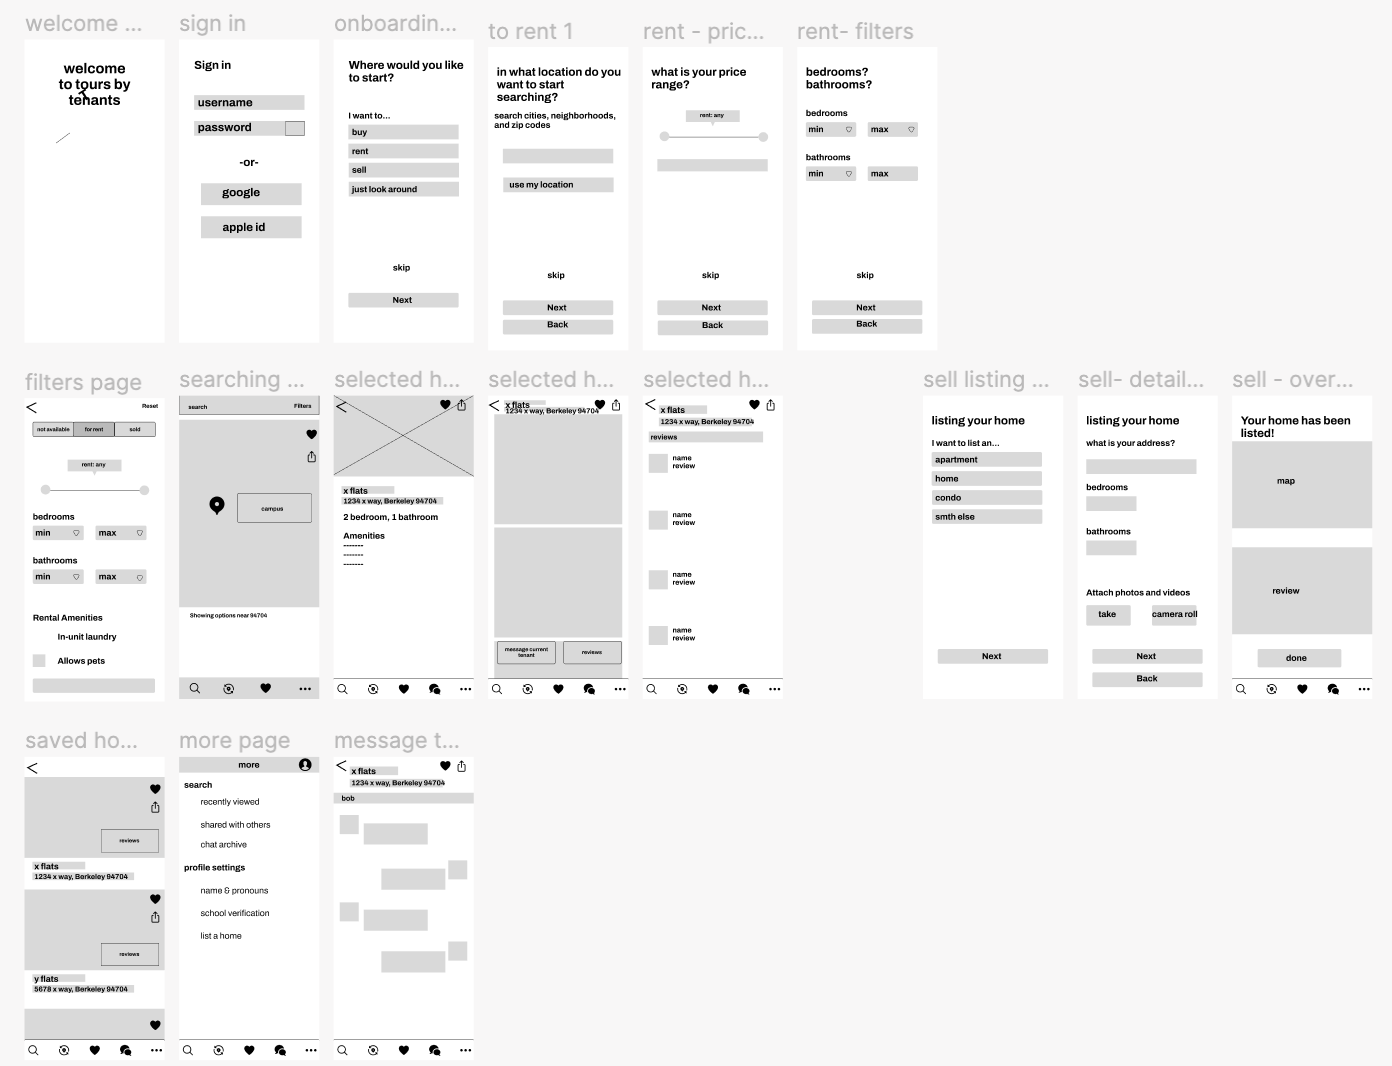 welcome ...
welcome
to tours by
tenants
sign in
Sign in
username
password
-or-
google
apple id
onboardin...
Where would you like
to start?
I want to...
buy
rent
sell
just look around
skip
Next
to rent 1
in what location do you
want to start
searching?
search cities, neighborhoods,
and zip codes
use my location
skip
Next
Back
rent - pric...
what is your price
range?
rent: any
skip
Next
Back
rent- filters
bedrooms?
bathrooms?
bedrooms
min
max
bathrooms
min
max
skip
Next
Back
filters page
Reset
not available
for rent
sold
rent: any
bedrooms
min
max
bathrooms
min
max
Rental Amenities
In-unit laundry
Allows pets
searching ...
search
Filters
campus
Showing options near 94704
selected h...
x flats
1234 x way, Berkeley 94704
2 bedroom, 1 bathroom
Amenities
-------
-------
-------
selected h...
x flats
1234 x way, Berkeley 94704
message current
tenant
reviews
selected h...
x flats
1234 x way, Berkeley 94704
reviews
name
review
name
review
name
review
name
review
sell listing ...
listing your home
I want to list an...
apartment
home
condo
smth else
Next
sell- detail...
listing your home
what is your address?
bedrooms
bathrooms
Attach photos and videos
take
camera roll
Next
Back
sell - over...
Your home has been
listed!
map
review
done
saved ho...
reviews
x flats
1234 x way, Berkeley 94704
reviews
y flats
5678 x way, Berkeley 94704
more page
more
search
recently viewed
shared with others
chat archive
profile settings
name & pronouns
school verification
list a home
message t...
x flats
1234 x way, Berkeley 94704
bob